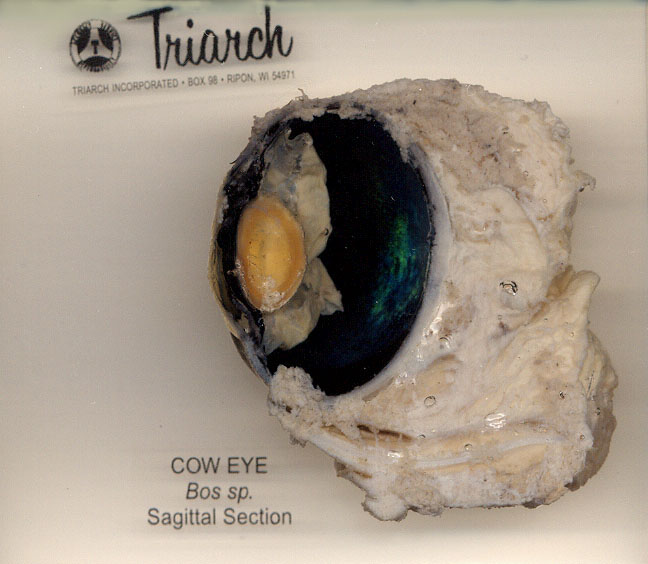 Triarch
TRIARCH INCORPORATED • BOX 98 • RIPON, WI 54971
COW EYE
Bos sp.
Sagittal Section